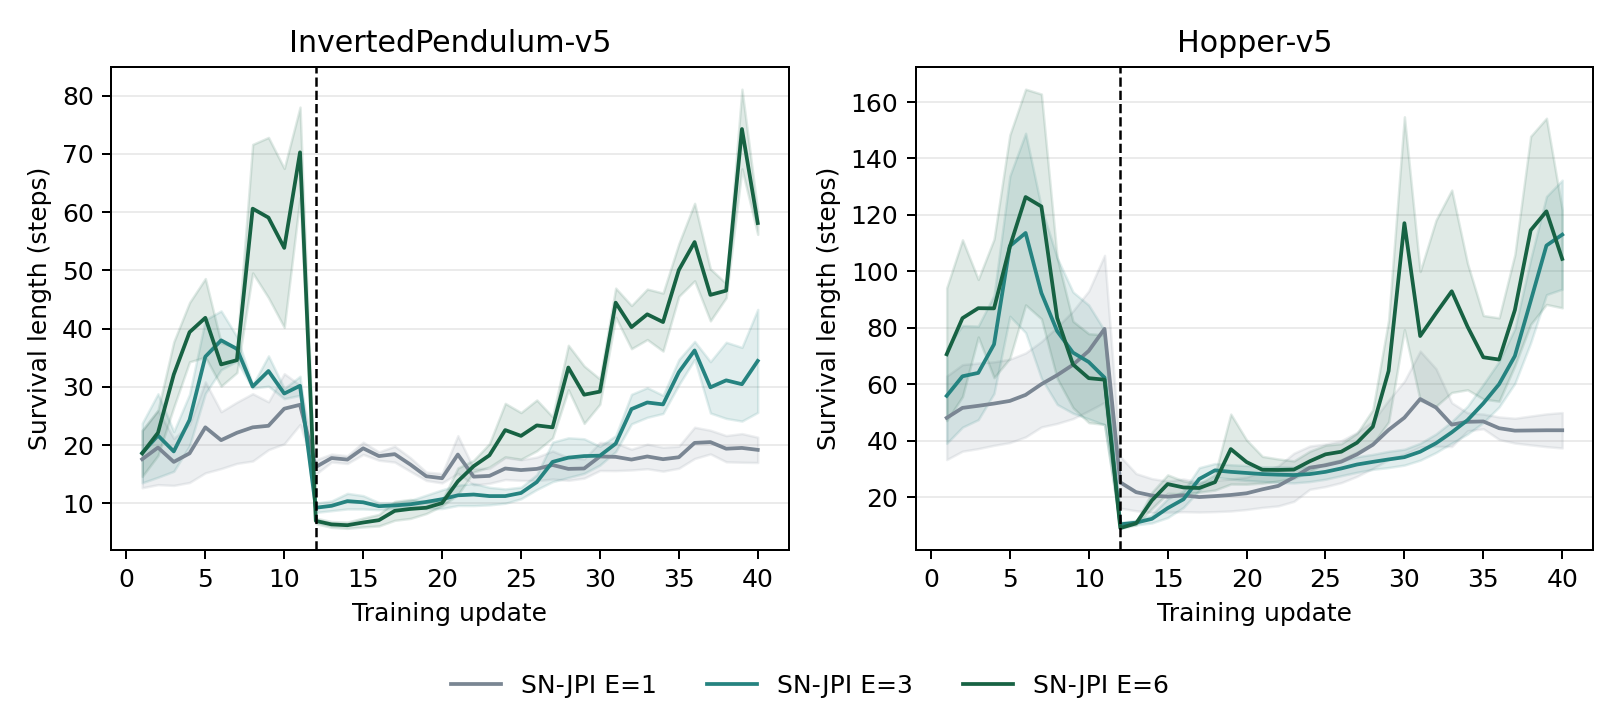 InvertedPendulum-v5
Survival length (steps)
80
70
60
50
40
30
20
10
0 5 10 15 20 25 30 35 40
Training update
Hopper-v5
Survival length (steps)
160
140
120
100
80
60
40
20
0 5 10 15 20 25 30 35 40
Training update
SN-JPI E=1 SN-JPI E=3 SN-JPI E=6